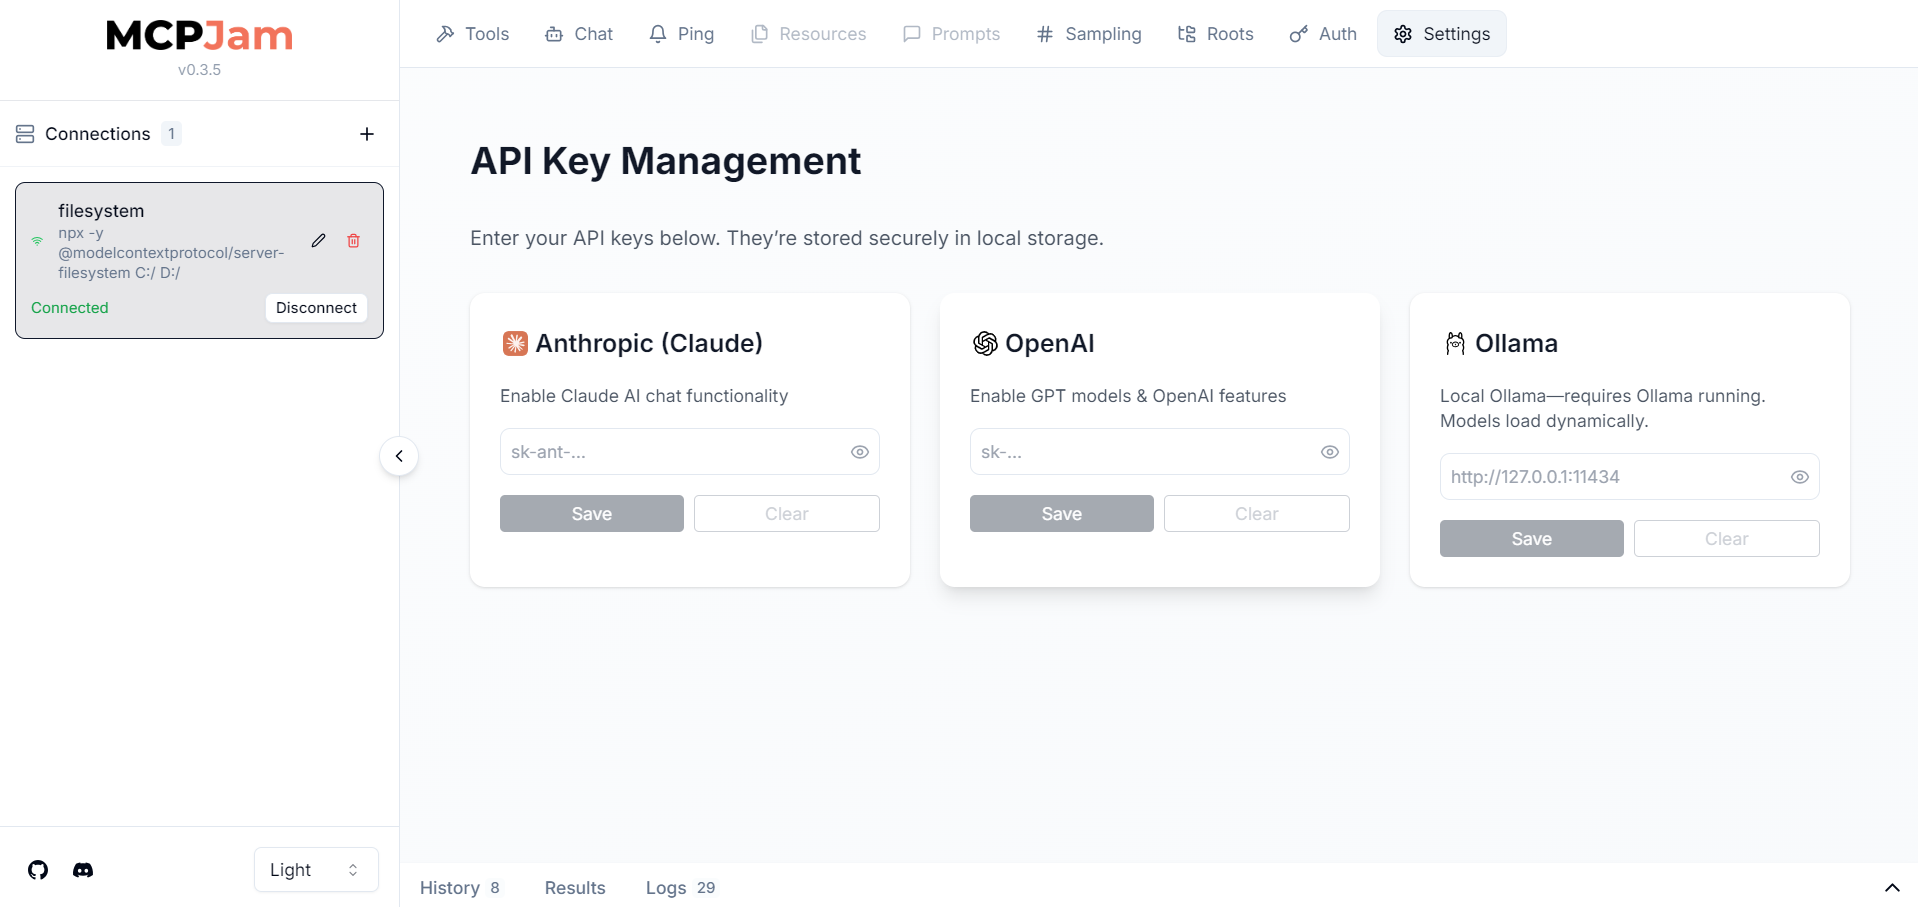 MCPJam
v0.3.5
Connections 1
filesystem
npx -y
@modelcontextprotocol/server-
filesystem C:/ D:/
Connected
Disconnect
Light
Tools
Chat
Ping
Resources
Prompts
Sampling
Roots
Auth
Settings
API Key Management
Enter your API keys below. They’re stored securely in local storage.
Anthropic (Claude)
Enable Claude AI chat functionality
sk-ant-...
Save
Clear
OpenAI
Enable GPT models & OpenAI features
sk-...
Save
Clear
Ollama
Local Ollama—requires Ollama running.
Models load dynamically.
http://127.0.0.1:11434
Save
Clear
History 8
Results
Logs 29